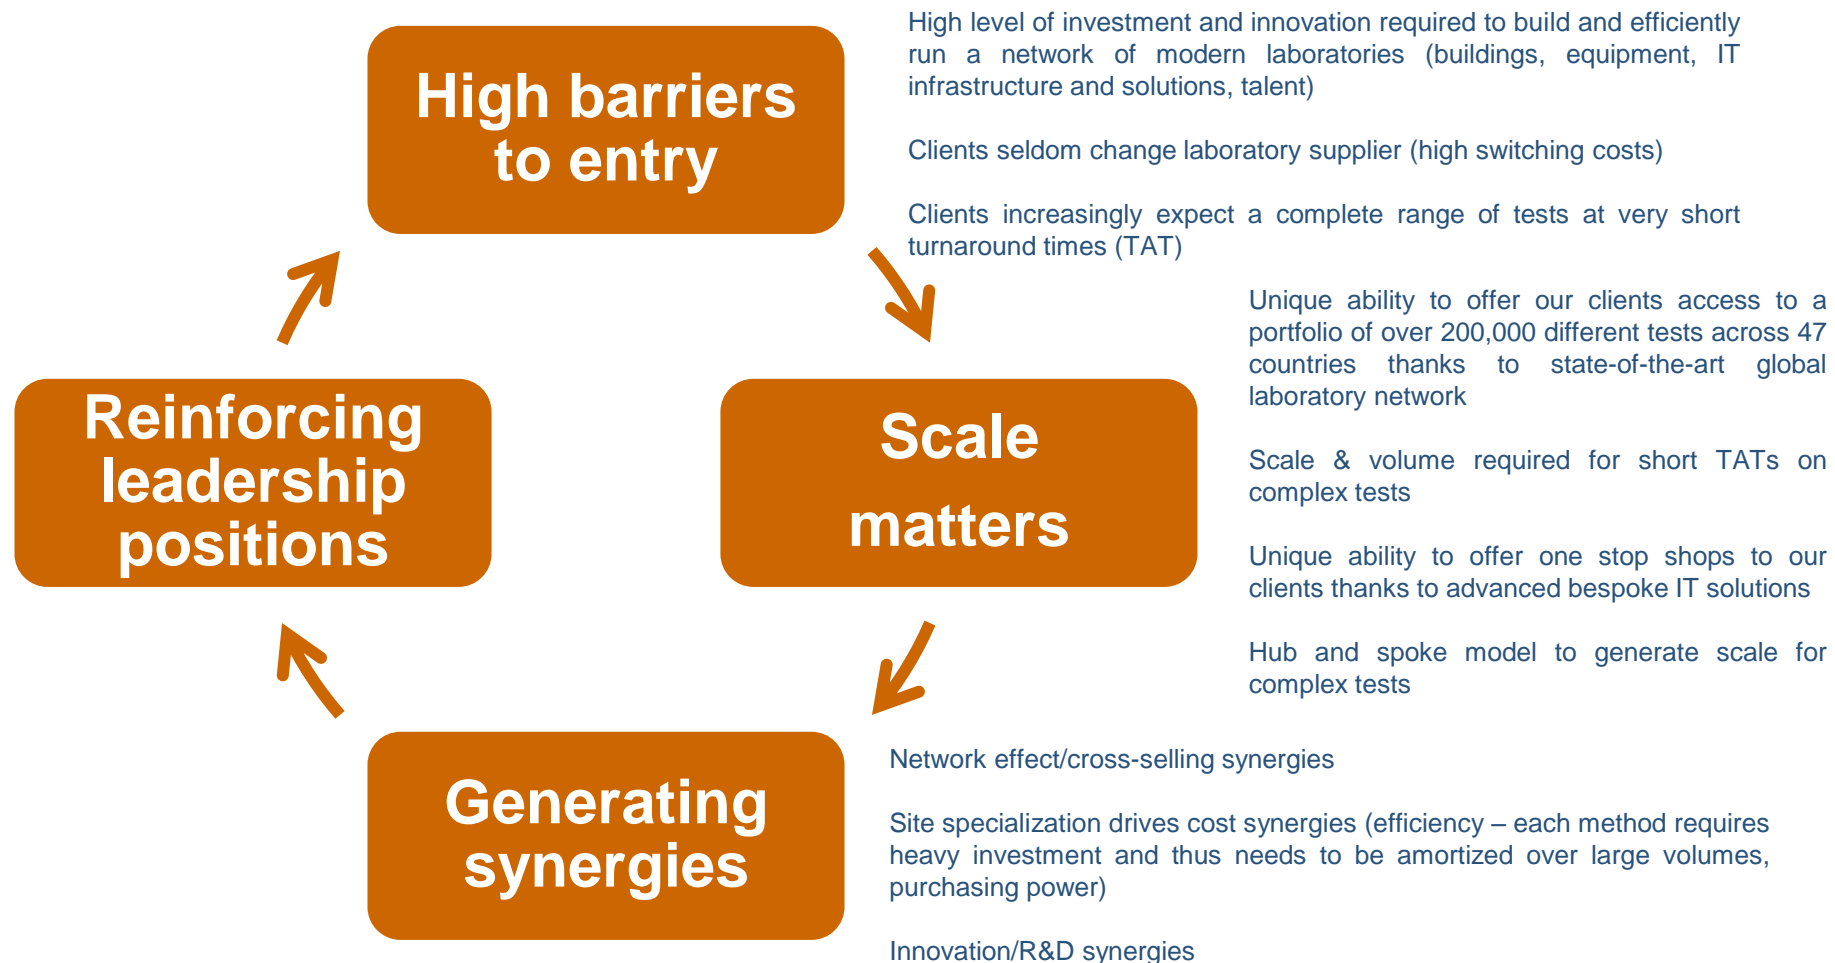 High barriers
to entry
High level of investment and innovation required to build and efficiently
run a network of modern laboratories (buildings, equipment, IT
infrastructure and solutions, talent)
Clients seldom change laboratory supplier (high switching costs)
Clients increasingly expect a complete range of tests at very short
turnaround times (TAT)
Scale
matters
Unique ability to offer our clients access to a
portfolio of over 200,000 different tests across 47
countries thanks to state-of-the-art global
laboratory network
Scale & volume required for short TATs on
complex tests
Unique ability to offer one stop shops to our
clients thanks to advanced bespoke IT solutions
Hub and spoke model to generate scale for
complex tests
Generating
synergies
Network effect/cross-selling synergies
Site specialization drives cost synergies (efficiency – each method requires
heavy investment and thus needs to be amortized over large volumes,
purchasing power)
Innovation/R&D synergies
Reinforcing
leadership
positions